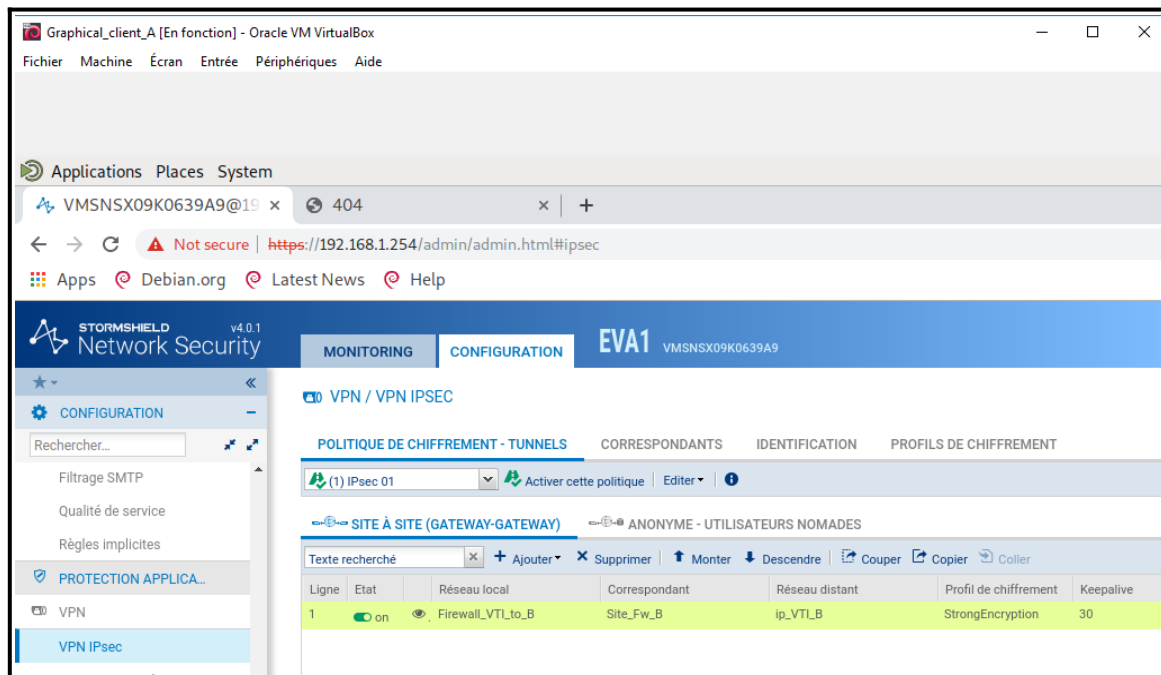 Graphical_client_A [En fonction] - Oracle VM VirtualBox
Fichier Machine Écran Entrée Périphériques Aide
Applications Places System
VMSNSX09K0639A9@19 × 404 × +
Not secure | https://192.168.1.254/admin/admin.html#ipsec
Apps Debian.org Latest News Help
STORMSHIELD v4.0.1
Network Security
MONITORING CONFIGURATION EVA1 VMSNSX09K0639A9
CONFIGURATION
VPN / VPN IPSEC
Rechercher...
POLITIQUE DE CHIFFREMENT - TUNNELS CORRESPONDANTS IDENTIFICATION PROFILS DE CHIFFREMENT
Filtrage SMTP
(1) IPsec 01 Activer cette politique | Editer
Qualité de service
SITE À SITE (GATEWAY-GATEWAY) ANONYME - UTILISATEURS NOMADES
Règles implicites
Texte recherché × + Ajouter × Supprimer | Monter Descendre | Couper Copier Coller
PROTECTION APPLICA...
Ligne Etat Réseau local Correspondant Réseau distant Profil de chiffrement Keepalive
VPN
1 on Firewall_VTI_to_B Site_Fw_B ip_VTI_B StrongEncryption 30
VPN IPsec